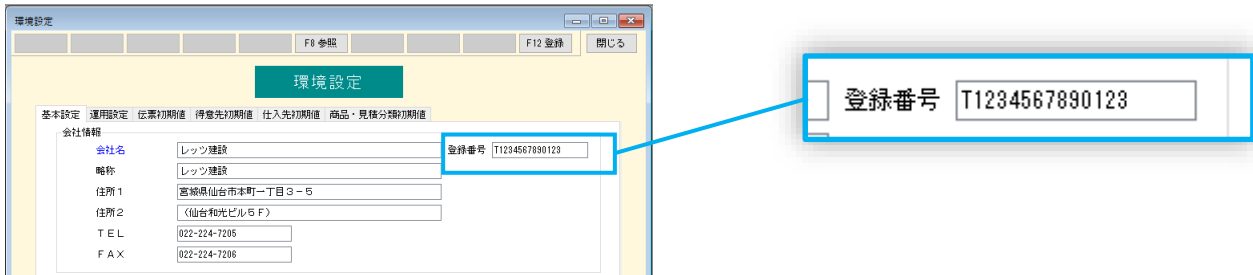 環境設定
F8 参照 F12 登録 閉じる
環境設定
基本設定 運用設定 伝票初期値 得意先初期値 仕入先初期値 商品・見積分類初期値
会社情報
会社名 レッツ建設 登録番号 T1234567890123
略称 レッツ建設
住所1 宮城県仙台市本町一丁目3-5
住所2 (仙台和光ビル5F)
TEL 022-224-7205
FAX 022-224-7206
登録番号 T1234567890123